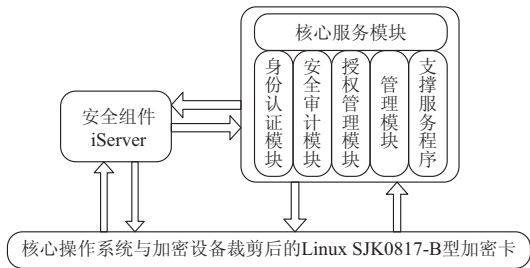 核心服务模块
身份认证模块
安全审计模块
授权管理模块
管理模块
支撑服务程序
安全组件
iServer
核心操作系统与加密设备裁剪后的Linux SJK0817-B型加密卡